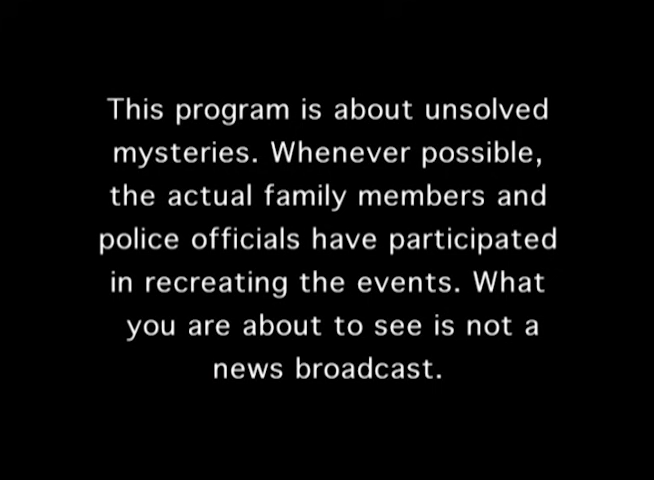 This program is about unsolved
mysteries. Whenever possible,
the actual family members and
police officials have participated
in recreating the events. What
you are about to see is not a
news broadcast.